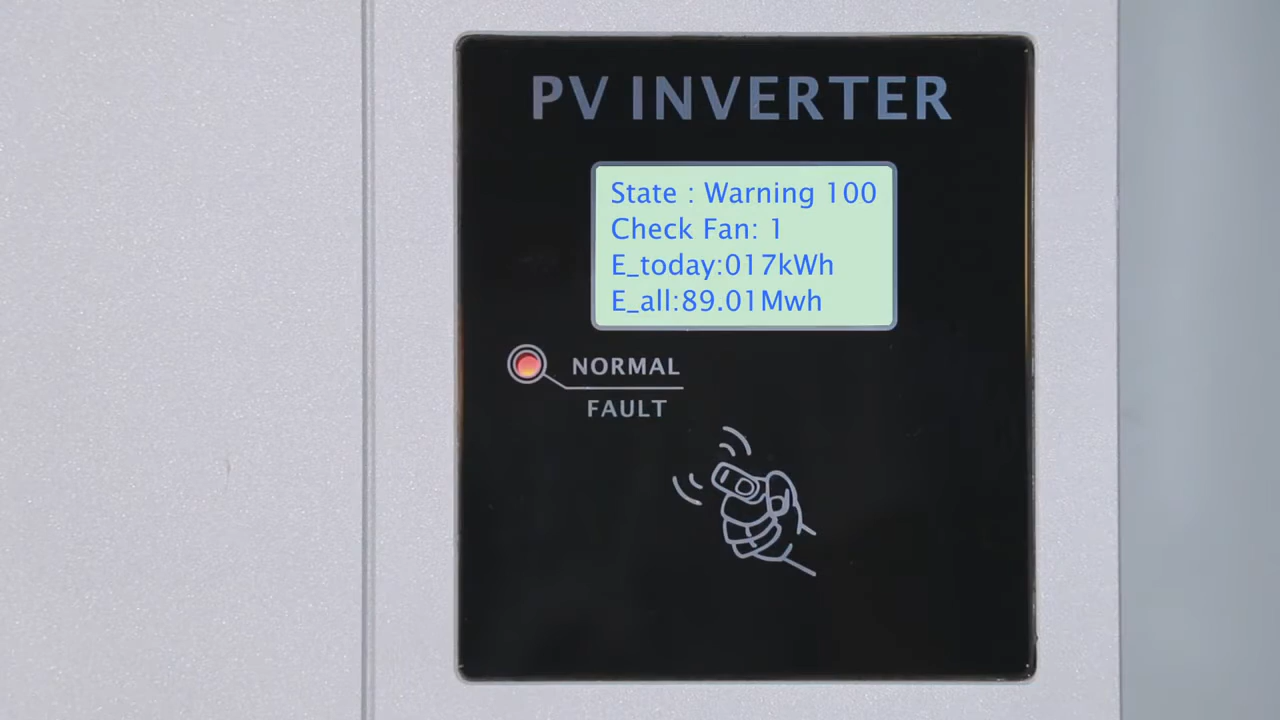 PV INVERTER
State : Warning 100
Check Fan: 1
E_today:017kWh
E_all:89.01Mwh
NORMAL
FAULT